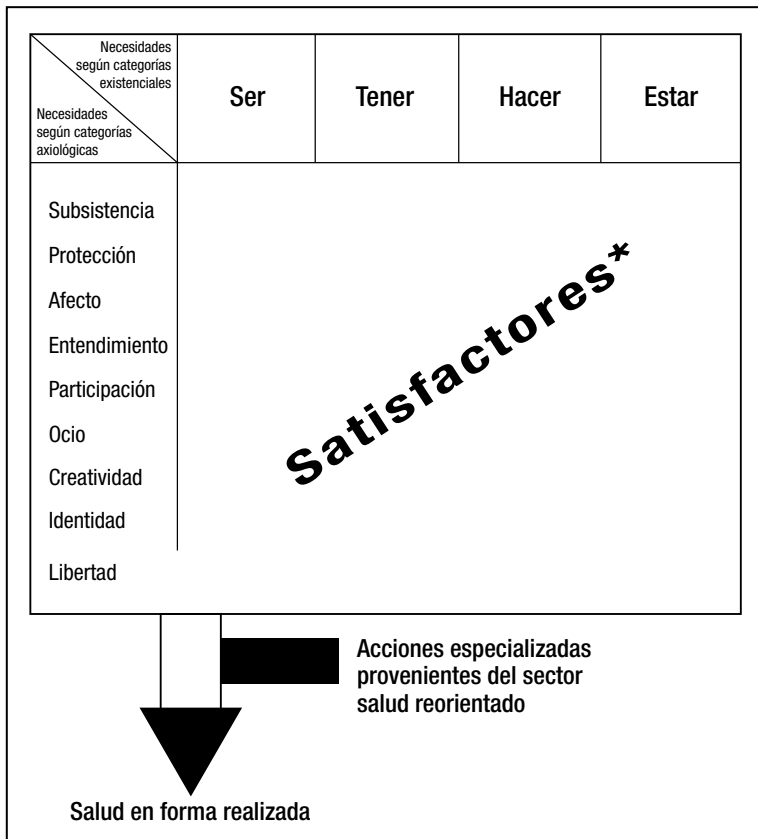 Necesidades
según categorías
existenciales
Necesidades
según categorías
axiológicas
Ser
Tener
Hacer
Estar
Subsistencia
Protección
Afecto
Entendimiento
Participación
Ocio
Creatividad
Identidad
Libertad
Satisfactores*
Acciones especializadas
provenientes del sector
salud reorientado
Salud en forma realizada